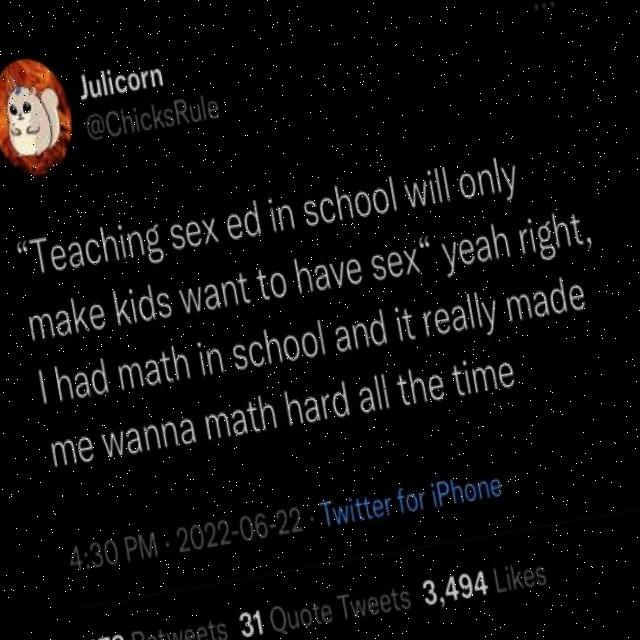 Julicorn
@ChicksRule
“Teaching sex ed in school will only
make kids want to have sex“ yeah right,
I had math in school and it really made
me wanna math hard all the time
4:30 PM · 2022-06-22 · Twitter for iPhone
Retweets 31 Quote Tweets 3,494 Likes